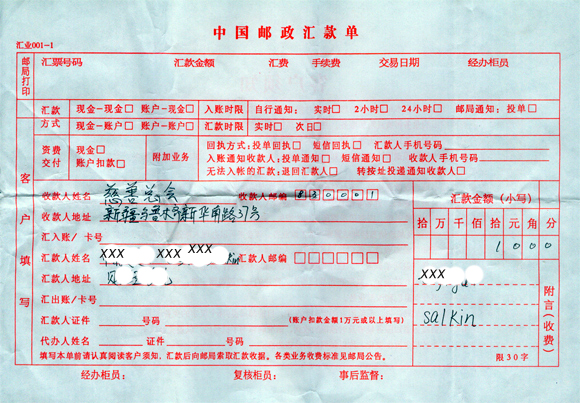 中国邮政汇款单
汇业001-1
邮局打印
汇票号码 汇款金额 汇费 手续费 交易日期 经办柜员
汇款方式 现金-现金□ 账户-现金□ 入账时限 自行通知: 实时□ 2小时□ 24小时□ 邮局通知: 投单□
现金-账户□ 账户-账户□ 汇款时限 实时□ 次日□
资费交付 现金□ 账户扣款□ 附加业务 回执方式: 投单回执□ 短信回执□ 汇款人手机号码
入账通知收款人: 投单通知□ 短信通知□ 收款人手机号码
无法入帐的汇款: 退回汇款人□ 转按址投递通知收款人□
客户填写
收款人姓名 慈善总会 收款人邮编 830001 汇款金额 (小写)
收款人地址 新疆乌鲁木齐新华南路37号 拾万千佰拾元角分
汇入账/卡号 1000
汇款人姓名 XXX XXX XXX 汇款人邮编 □□□□□□ XXX
汇款人地址
汇出账/卡号 salkin 附言(收费)
汇款人证件 号码 (账户扣款金额1万元或以上填写)
代办人姓名 证件 号码
填写本单前请认真阅读客户须知, 汇款后向邮局索取汇款收据。各类业务收费标准见邮局公告。 限30字
经办柜员: 复核柜员: 事后监督: